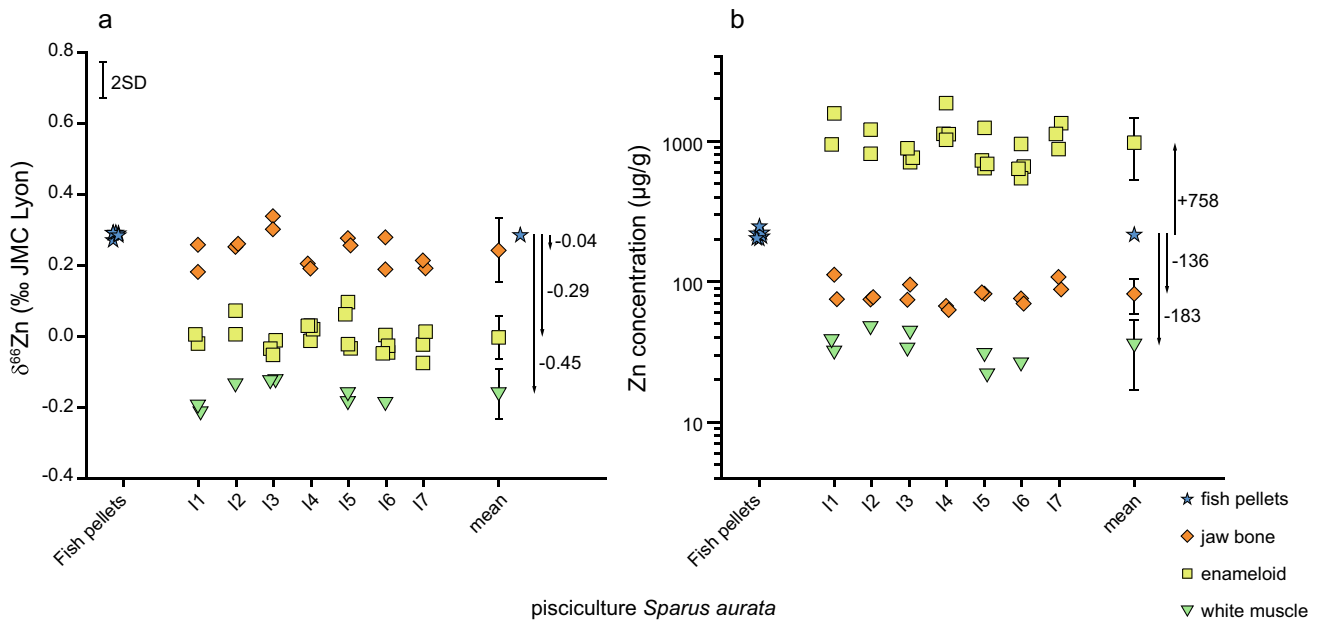 a
0.8
0.6
0.4
0.2
0.0
-0.2
-0.4
δ⁶⁶Zn (‰ JMC Lyon)
2SD
-0.04
-0.29
-0.45
Fish pellets
I1
I2
I3
I4
I5
I6
I7
mean
b
1000
100
10
Zn concentration (µg/g)
+758
-136
-183
Fish pellets
I1
I2
I3
I4
I5
I6
I7
mean
fish pellets
jaw bone
enameloid
white muscle
pisciculture Sparus aurata